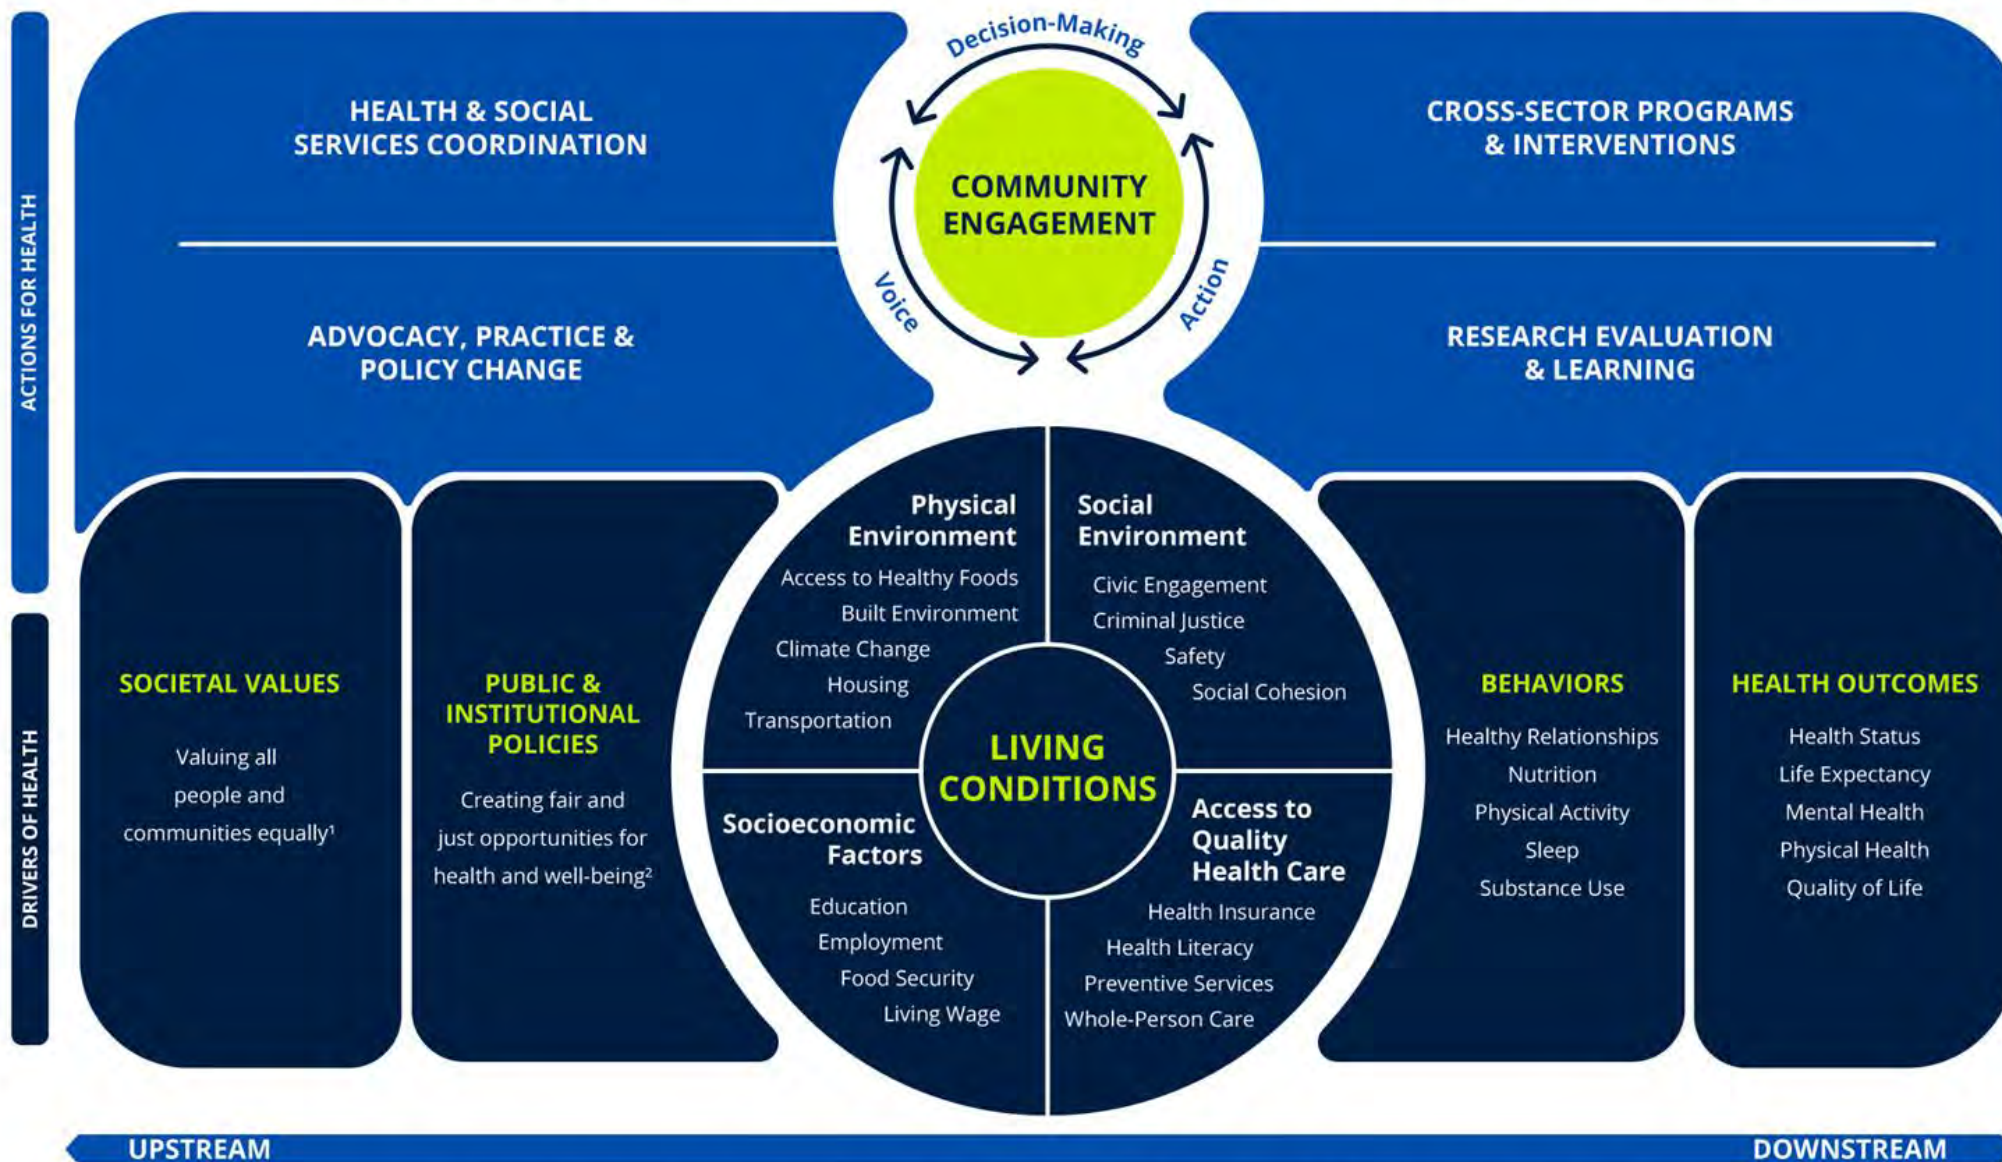 ACTIONS FOR HEALTH
HEALTH & SOCIAL
SERVICES COORDINATION
ADVOCACY, PRACTICE &
POLICY CHANGE
Decision-Making
Voice
Action
COMMUNITY
ENGAGEMENT
CROSS-SECTOR PROGRAMS
& INTERVENTIONS
RESEARCH EVALUATION
& LEARNING
DRIVERS OF HEALTH
SOCIETAL VALUES
Valuing all
people and
communities equally¹
PUBLIC &
INSTITUTIONAL
POLICIES
Creating fair and
just opportunities for
health and well-being²
LIVING
CONDITIONS
Physical
Environment
Access to Healthy Foods
Built Environment
Climate Change
Housing
Transportation
Social
Environment
Civic Engagement
Criminal Justice
Safety
Social Cohesion
Socioeconomic
Factors
Education
Employment
Food Security
Living Wage
Access to
Quality
Health Care
Health Insurance
Health Literacy
Preventive Services
Whole-Person Care
BEHAVIORS
Healthy Relationships
Nutrition
Physical Activity
Sleep
Substance Use
HEALTH OUTCOMES
Health Status
Life Expectancy
Mental Health
Physical Health
Quality of Life
UPSTREAM
DOWNSTREAM